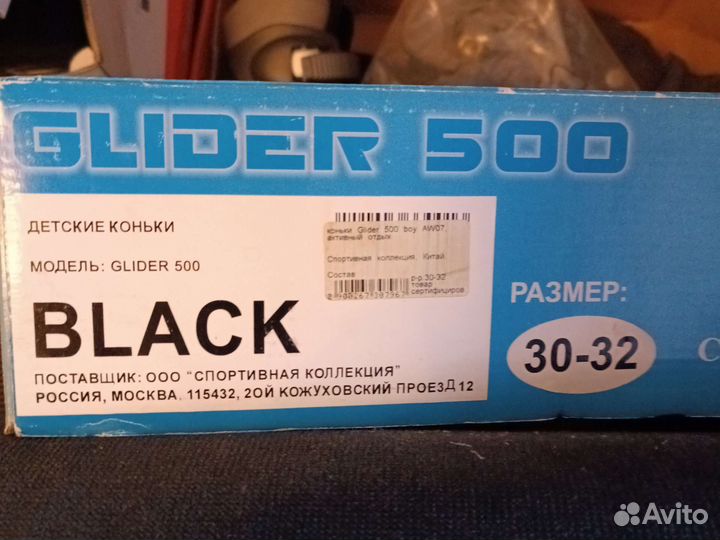 GLIDER 500
ДЕТСКИЕ КОНЬКИ
МОДЕЛЬ: GLIDER 500
BLACK
ПОСТАВЩИК: ООО "СПОРТИВНАЯ КОЛЛЕКЦИЯ"
РОССИЯ, МОСКВА. 115432, 2ОЙ КОЖУХОВСКИЙ ПРОЕЗД 12
коньки Glider 500 boy AW07,
активный отдых
Спортивная коллекция, Китай
Состав
р-р.30-32
товар
сертифициров
РАЗМЕР:
30-32
С
Avito